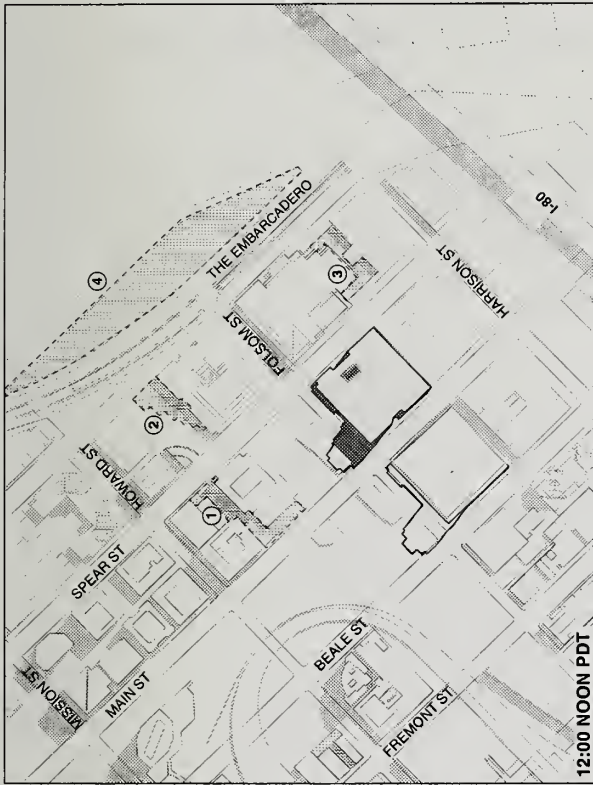 ④
THE EMBARCADERO
I-80
③
HARRISON ST
FOLSOM ST
②
HOWARD ST
①
SPEAR ST
MISSION ST
MAIN ST
BEALE ST
FREMONT ST
12:00 NOON PDT